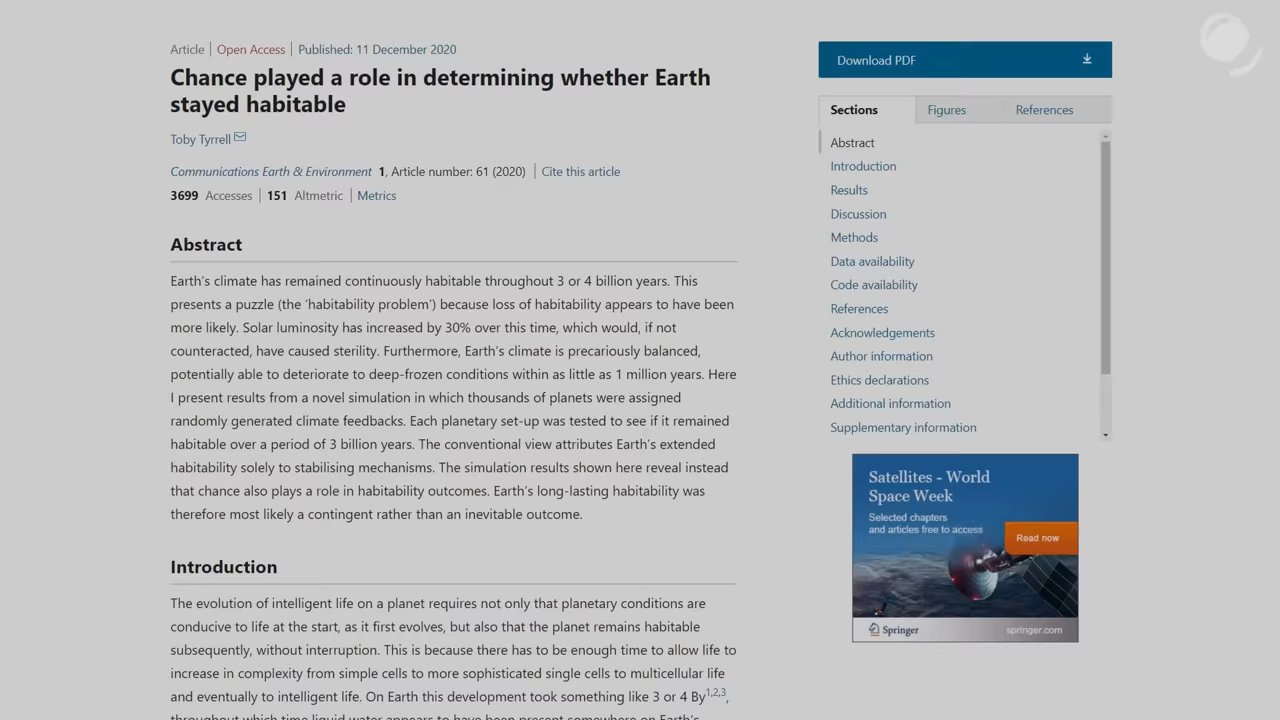 Article | Open Access | Published: 11 December 2020
Chance played a role in determining whether Earth
stayed habitable
Toby Tyrrell
Communications Earth & Environment 1, Article number: 61 (2020) | Cite this article
3699 Accesses | 151 Altmetric | Metrics
Abstract
Earth's climate has remained continuously habitable throughout 3 or 4 billion years. This
presents a puzzle (the 'habitability problem') because loss of habitability appears to have been
more likely. Solar luminosity has increased by 30% over this time, which would, if not
counteracted, have caused sterility. Furthermore, Earth's climate is precariously balanced,
potentially able to deteriorate to deep-frozen conditions within as little as 1 million years. Here
I present results from a novel simulation in which thousands of planets were assigned
randomly generated climate feedbacks. Each planetary set-up was tested to see if it remained
habitable over a period of 3 billion years. The conventional view attributes Earth's extended
habitability solely to stabilising mechanisms. The simulation results shown here reveal instead
that chance also plays a role in habitability outcomes. Earth's long-lasting habitability was
therefore most likely a contingent rather than an inevitable outcome.
Introduction
The evolution of intelligent life on a planet requires not only that planetary conditions are
conducive to life at the start, as it first evolves, but also that the planet remains habitable
subsequently, without interruption. This is because there has to be enough time to allow life to
increase in complexity from simple cells to more sophisticated single cells to multicellular life
and eventually to intelligent life. On Earth this development took something like 3 or 4 By1,2,3,
throughout which time liquid water appears to have been present somewhere on Earth's
Download PDF
Sections
Figures
References
Abstract
Introduction
Results
Discussion
Methods
Data availability
Code availability
References
Acknowledgements
Author information
Ethics declarations
Additional information
Supplementary information
Satellites - World
Space Week
Selected chapters
and articles free to access
Read now
Springer
springer.com